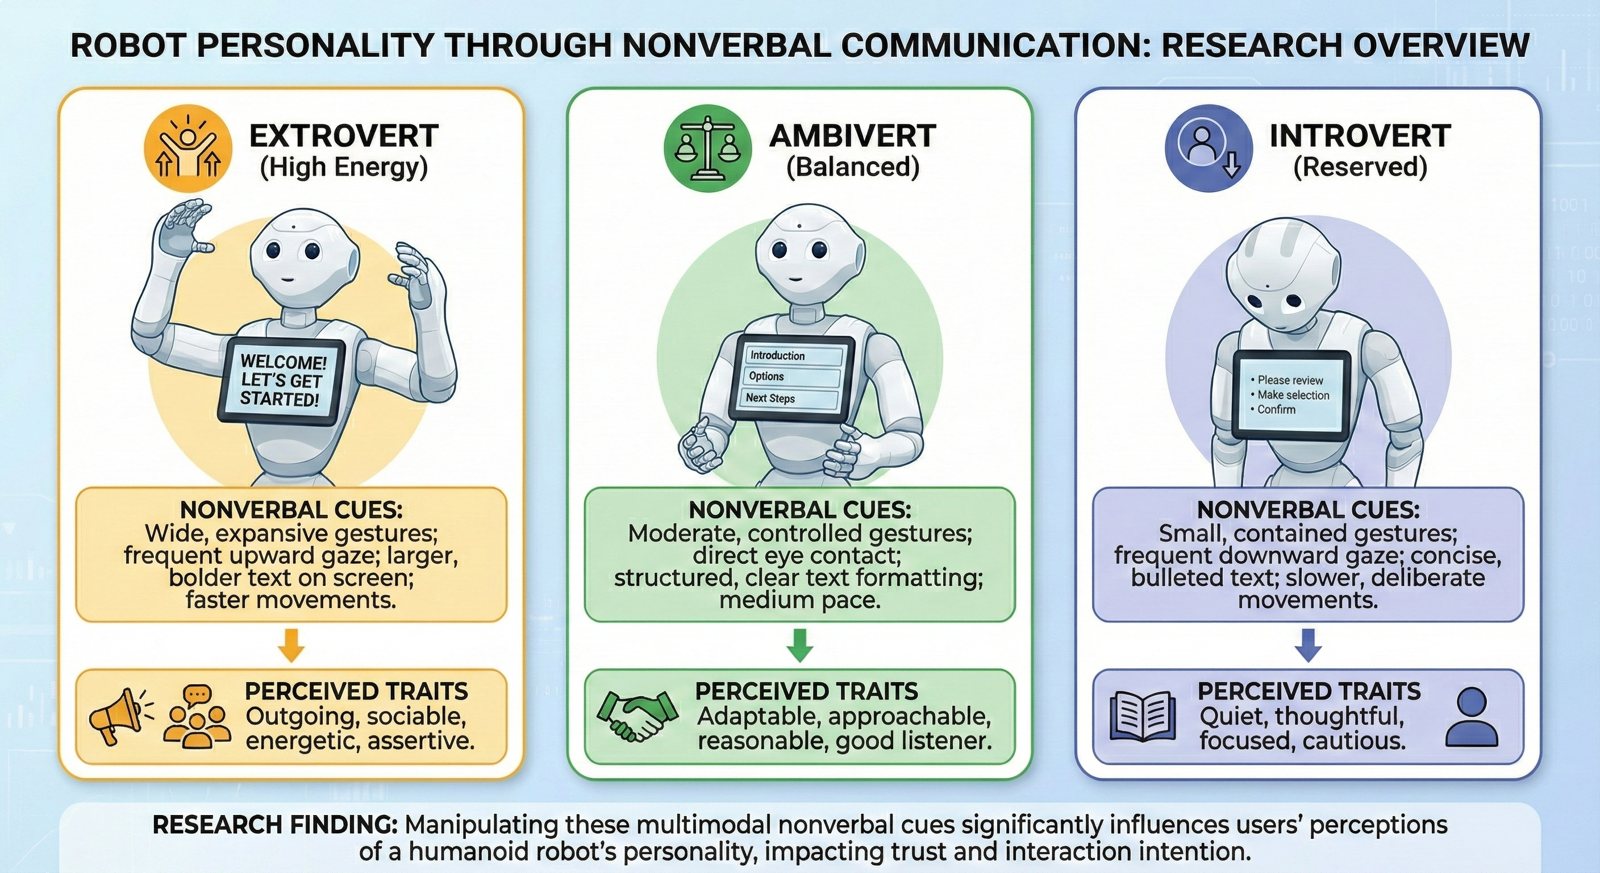 ROBOT PERSONALITY THROUGH NONVERBAL COMMUNICATION: RESEARCH OVERVIEW
EXTROVERT
(High Energy)
WELCOME!
LET'S GET
STARTED!
NONVERBAL CUES:
Wide, expansive gestures;
frequent upward gaze; larger,
bolder text on screen;
faster movements.
PERCEIVED TRAITS
Outgoing, sociable,
energetic, assertive.
AMBIVERT
(Balanced)
Introduction
Options
Next Steps
NONVERBAL CUES:
Moderate, controlled gestures;
direct eye contact;
structured, clear text formatting;
medium pace.
PERCEIVED TRAITS
Adaptable, approachable,
reasonable, good listener.
INTROVERT
(Reserved)
• Please review
• Make selection
• Confirm
NONVERBAL CUES:
Small, contained gestures;
frequent downward gaze; concise,
bulleted text; slower, deliberate
movements.
PERCEIVED TRAITS
Quiet, thoughtful,
focused, cautious.
RESEARCH FINDING: Manipulating these multimodal nonverbal cues significantly influences users' perceptions
of a humanoid robot's personality, impacting trust and interaction intention.